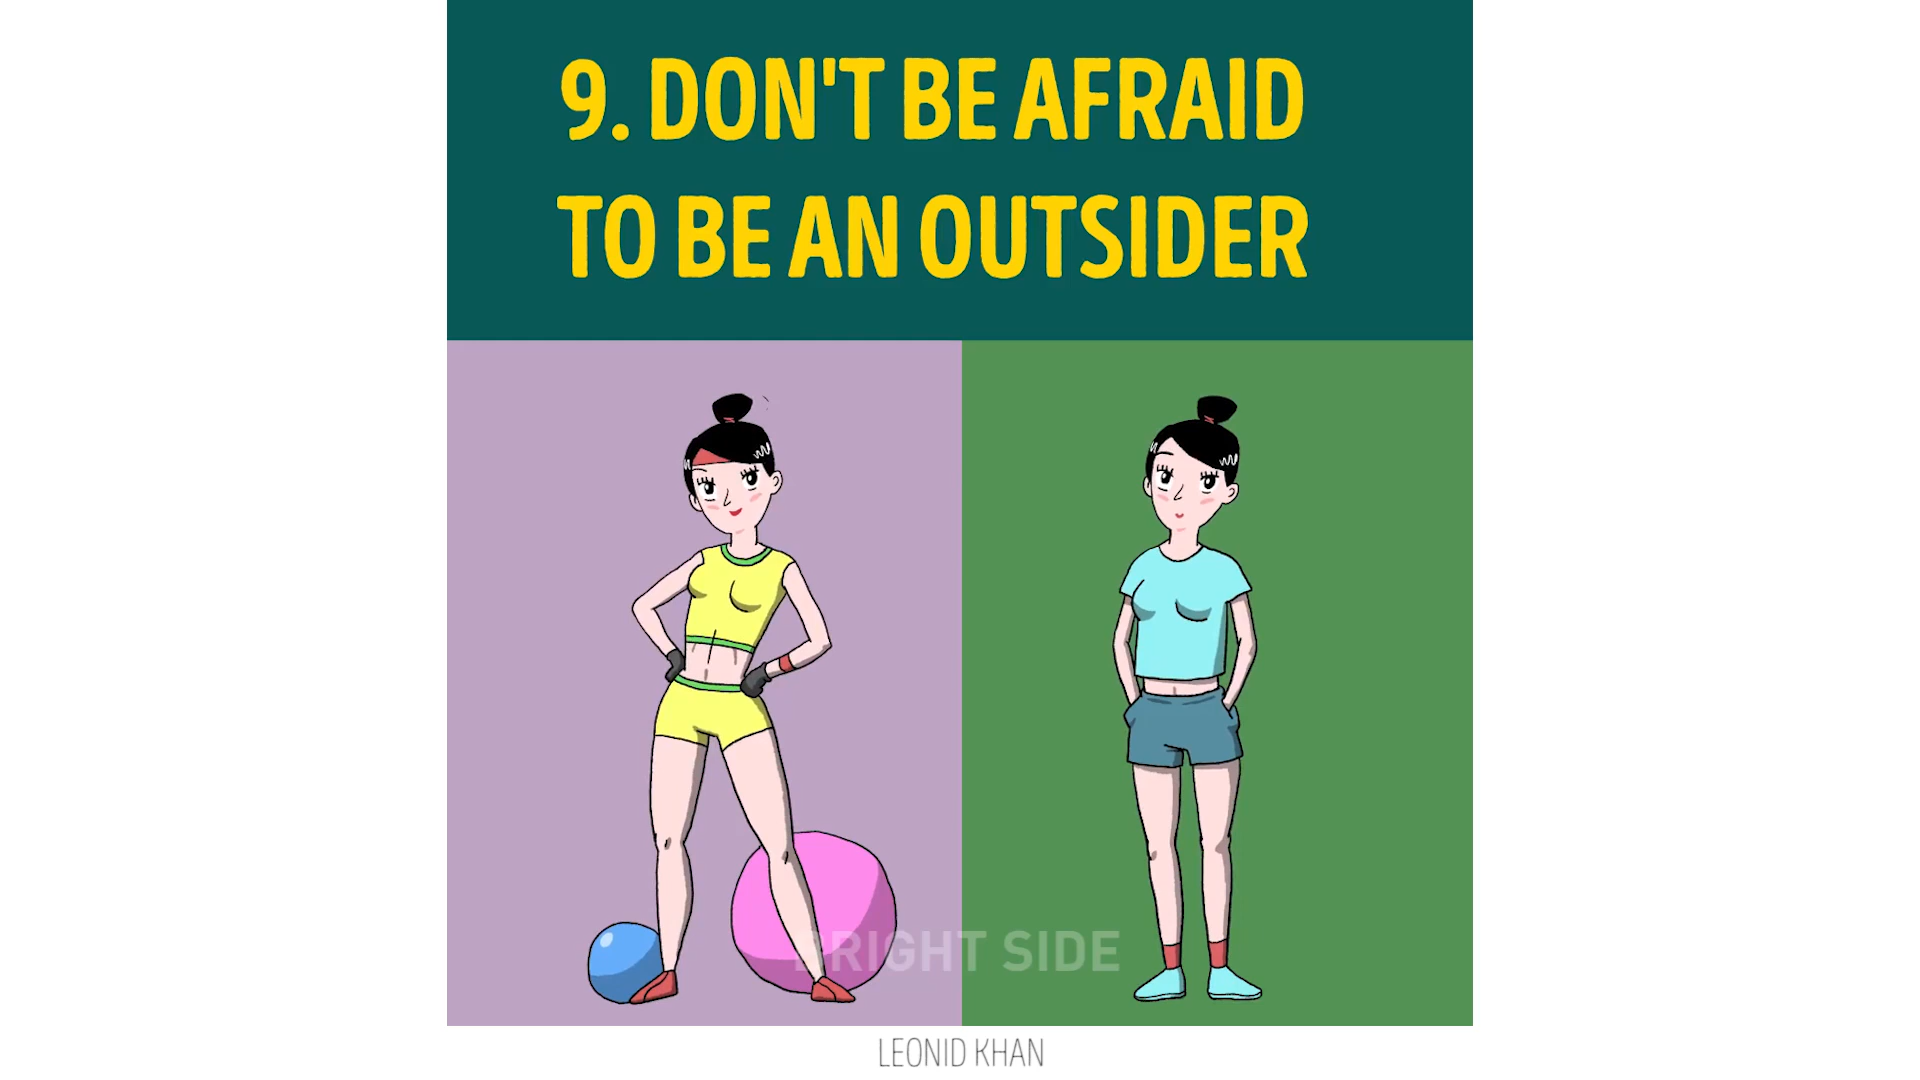 9. DON'T BE AFRAID
TO BE AN OUTSIDER
BRIGHT SIDE
LEONID KHAN